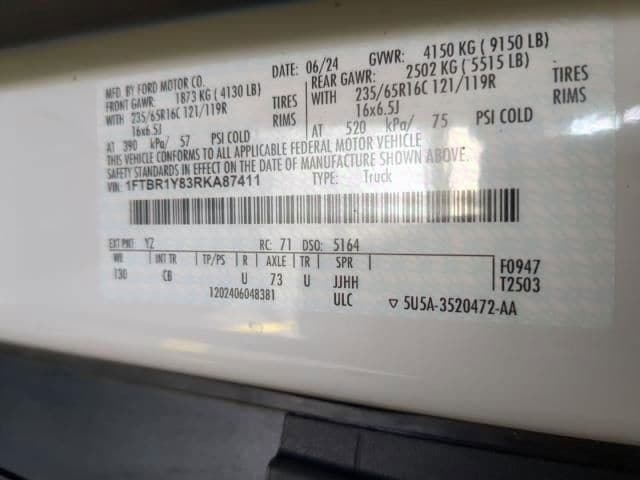 MFD. BY FORD MOTOR CO. DATE: 06/24 GVWR: 4150 KG ( 9150 LB)
FRONT GAWR: 1873 KG ( 4130 LB) REAR GAWR: 2502 KG ( 5515 LB)
WITH 235/65R16C 121/119R TIRES WITH 235/65R16C 121/119R TIRES
16x6.5J RIMS 16x6.5J RIMS
AT 390 kPa/ 57 PSI COLD AT 520 kPa/ 75 PSI COLD
THIS VEHICLE CONFORMS TO ALL APPLICABLE FEDERAL MOTOR VEHICLE
SAFETY STANDARDS IN EFFECT ON THE DATE OF MANUFACTURE SHOWN ABOVE.
VIN: 1FTBR1Y83RKA87411 TYPE: Truck
EXT PNT: YZ RC: 71 DSO: 5164
WB INT TR TP/PS R AXLE TR SPR F0947
130 CB U 73 U JJHH T2503
1202406048381 ULC ▽ 5U5A-3520472-AA